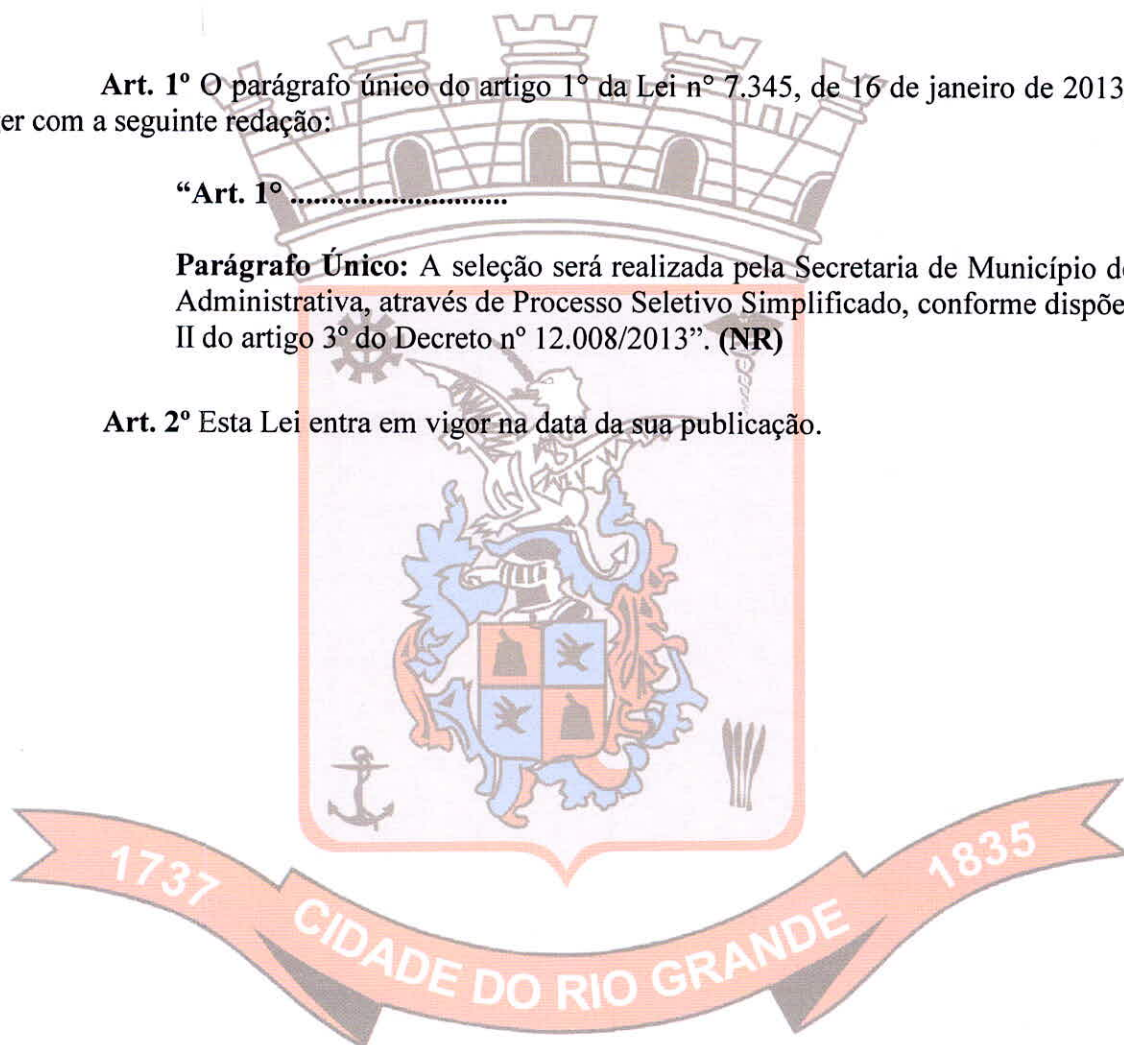 Art. 1º O parágrafo único do artigo 1º da Lei nº 7.345, de 16 de janeiro de 2013
ger com a seguinte redação:
“Art. 1º ............................
Parágrafo Único: A seleção será realizada pela Secretaria de Município de
Administrativa, através de Processo Seletivo Simplificado, conforme dispõe
II do artigo 3º do Decreto nº 12.008/2013”. (NR)
Art. 2º Esta Lei entra em vigor na data da sua publicação.
1737 CIDADE DO RIO GRANDE 1835